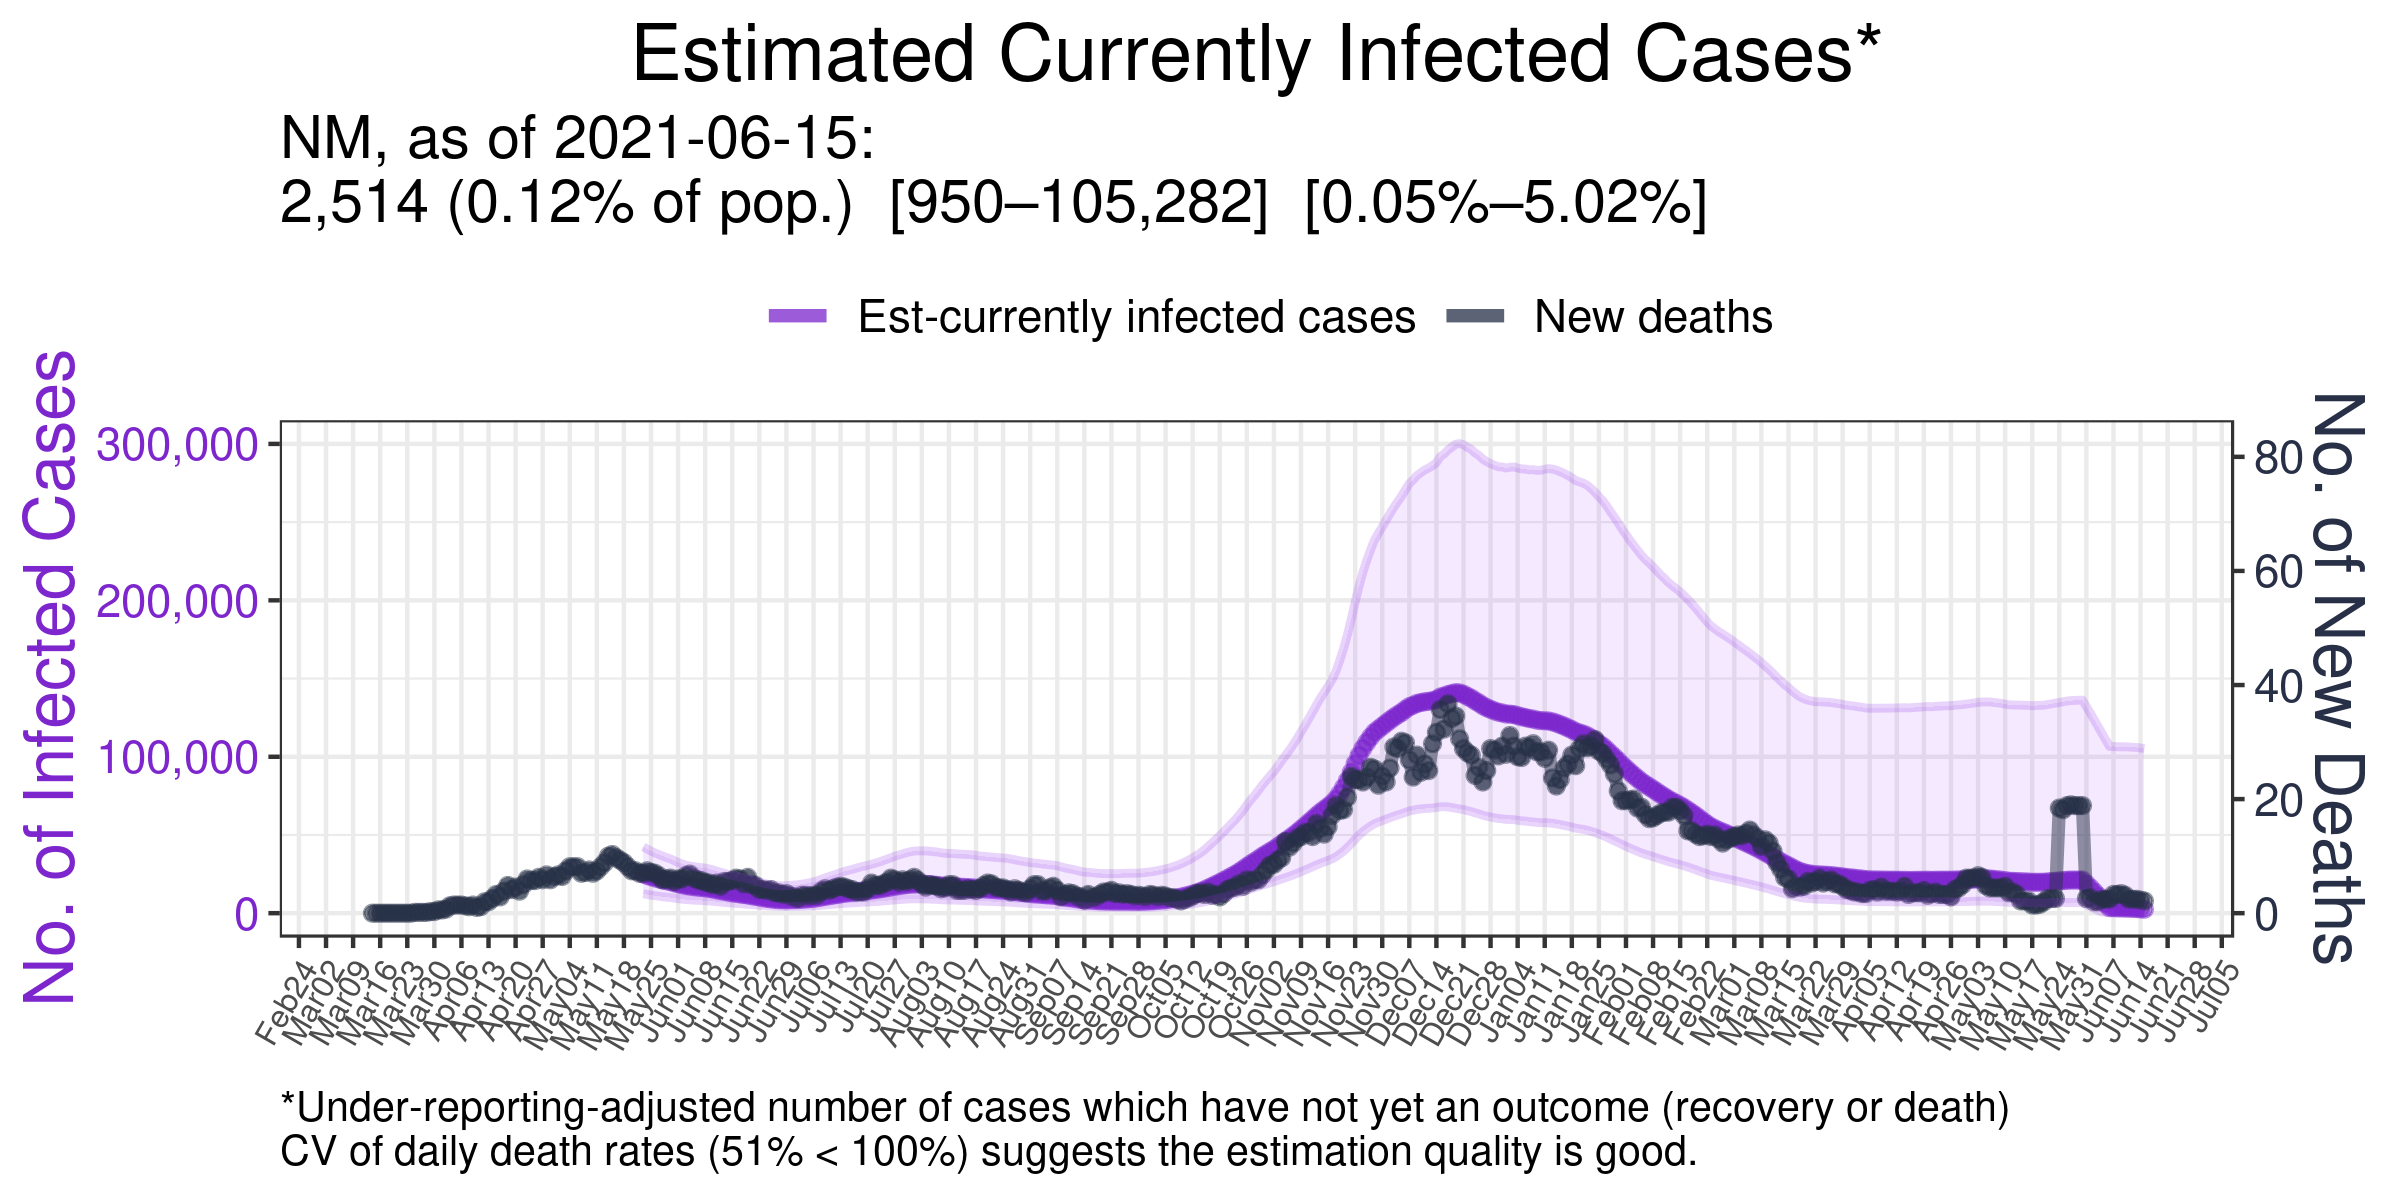 Estimated Currently Infected Cases*
NM, as of 2021-06-15:
2,514 (0.12% of pop.)  [950–105,282]  [0.05%–5.02%]
Est-currently infected cases
New deaths
No. of Infected Cases
300,000
200,000
100,000
0
80
60
40
20
0
No. of New Deaths
Feb24
Mar02
Mar09
Mar16
Mar23
Mar30
Apr06
Apr13
Apr20
Apr27
May04
May11
May18
May25
Jun01
Jun08
Jun15
Jun22
Jun29
Jul06
Jul13
Jul20
Jul27
Aug03
Aug10
Aug17
Aug24
Aug31
Sep07
Sep14
Sep21
Sep28
Oct05
Oct12
Oct19
Oct26
Nov02
Nov09
Nov16
Nov23
Nov30
Dec07
Dec14
Dec21
Dec28
Jan04
Jan11
Jan18
Jan25
Feb01
Feb08
Feb15
Feb22
Mar01
Mar08
Mar15
Mar22
Mar29
Apr05
Apr12
Apr19
Apr26
May03
May10
May17
May24
May31
Jun07
Jun14
Jun21
Jun28
Jul05
*Under-reporting-adjusted number of cases which have not yet an outcome (recovery or death)
CV of daily death rates (51% < 100%) suggests the estimation quality is good.